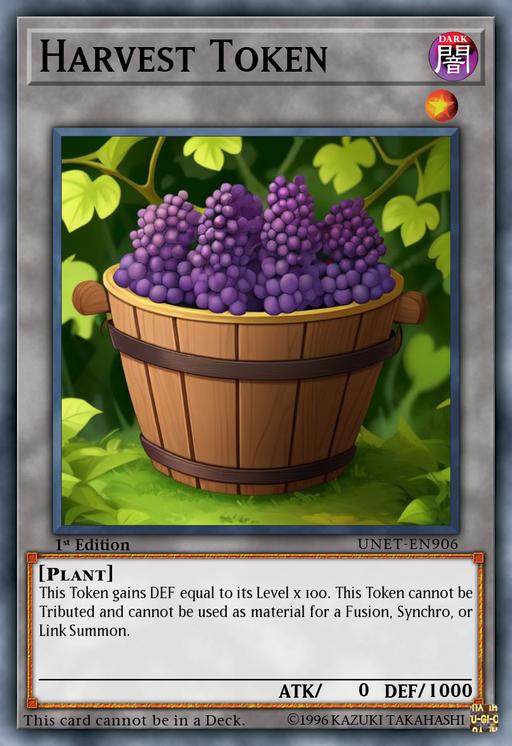 Harvest Token
DARK
闇
1st Edition
UNET-EN906
[Plant]
This Token gains DEF equal to its Level x 100. This Token cannot be
Tributed and cannot be used as material for a Fusion, Synchro, or
Link Summon.
ATK/ 0 DEF/1000
This card cannot be in a Deck.
©1996 KAZUKI TAKAHASHI